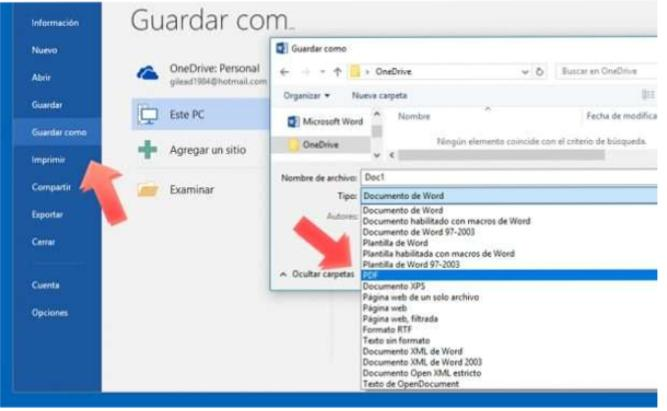 Información
Nuevo
Abrir
Guardar
Guardar como
Imprimir
Compartir
Exportar
Cerrar
Cuenta
Opciones
Guardar com...
OneDrive: Personal
gilead1984@hotmail.com
Este PC
Agregar un sitio
Examinar
Guardar como
OneDrive
Buscar en OneDrive
Organizar
Nueva carpeta
Microsoft Word
OneDrive
Nombre
Fecha de modifica
Ningún elemento coincide con el criterio de búsqueda.
Nombre de archivo: Doc1
Tipo: Documento de Word
Autores:
Documento de Word
Documento habilitado con macros de Word
Documento de Word 97-2003
Plantilla de Word
Plantilla habilitada con macros de Word
Plantilla de Word 97-2003
PDF
Documento XPS
Página web de un solo archivo
Página web
Página web, filtrada
Formato RTF
Texto sin formato
Documento XML de Word
Documento XML de Word 2003
Documento Open XML estricto
Texto de OpenDocument
Ocultar carpetas